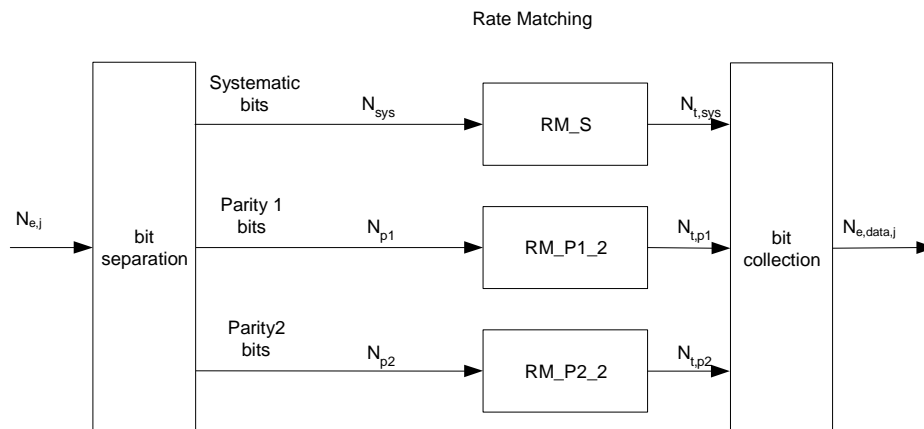 Rate Matching
Systematic
bits
N_sys
RM_S
N_t,sys
N_e,j
bit
separation
Parity 1
bits
N_p1
RM_P1_2
N_t,p1
bit
collection
N_e,data,j
Parity2
bits
N_p2
RM_P2_2
N_t,p2